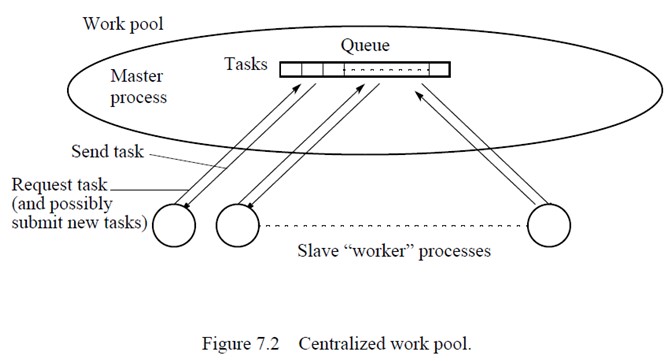 Work pool
Queue
Tasks
Master
process
Send task
Request task
(and possibly
submit new tasks)
Slave “worker” processes
Figure 7.2 Centralized work pool.